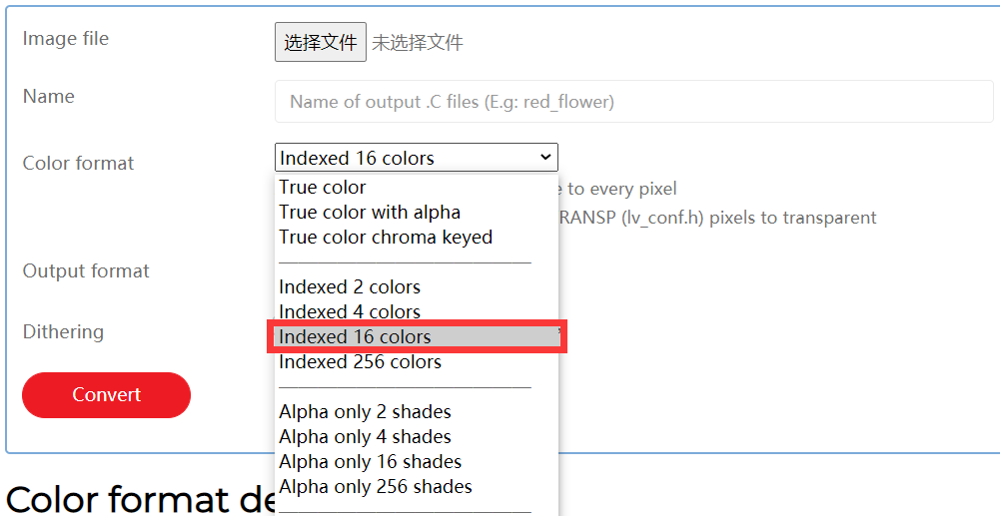 Image file
选择文件 未选择文件
Name
Name of output .C files (E.g: red_flower)
Color format
Indexed 16 colors
True color
e to every pixel
True color with alpha
RANSP (lv_conf.h) pixels to transparent
True color chroma keyed
Output format
Indexed 2 colors
Indexed 4 colors
Dithering
Indexed 16 colors
Indexed 256 colors
Convert
Alpha only 2 shades
Alpha only 4 shades
Alpha only 16 shades
Alpha only 256 shades
Color format de